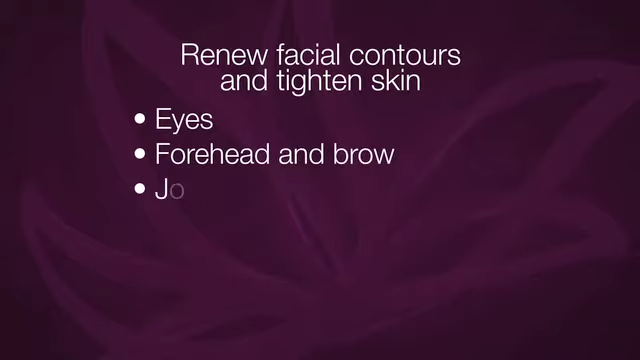 Renew facial contours
and tighten skin
• Eyes
• Forehead and brow
• Jo